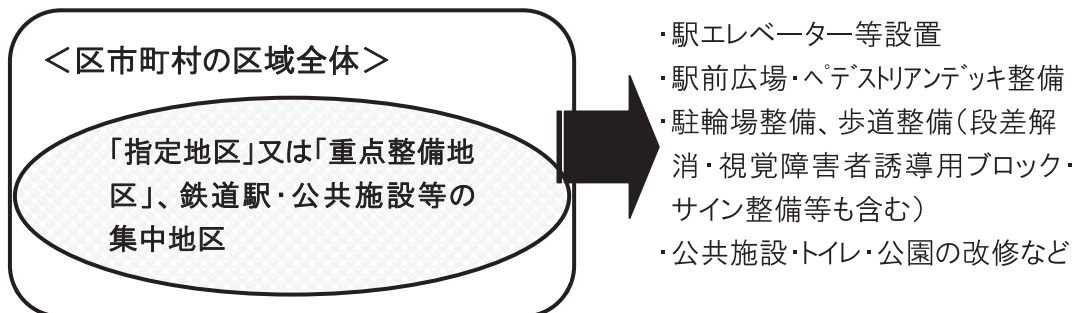 ＜区市町村の区域全体＞
「指定地区」又は「重点整備地
区」、鉄道駅・公共施設等の
集中地区
・駅エレベーター等設置
・駅前広場・ペデストリアンデッキ整備
・駐輪場整備、歩道整備（段差解
消・視覚障害者誘導用ブロック・
サイン整備等も含む）
・公共施設・トイレ・公園の改修など